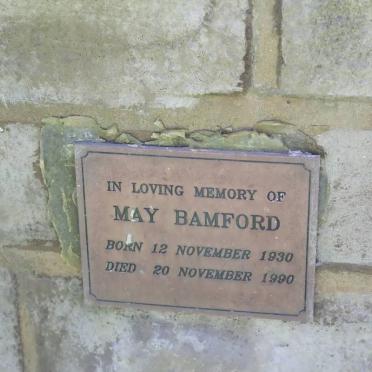 IN LOVING MEMORY OF
MAY BAMFORD
BORN 12 NOVEMBER 1930
DIED 20 NOVEMBER 1990